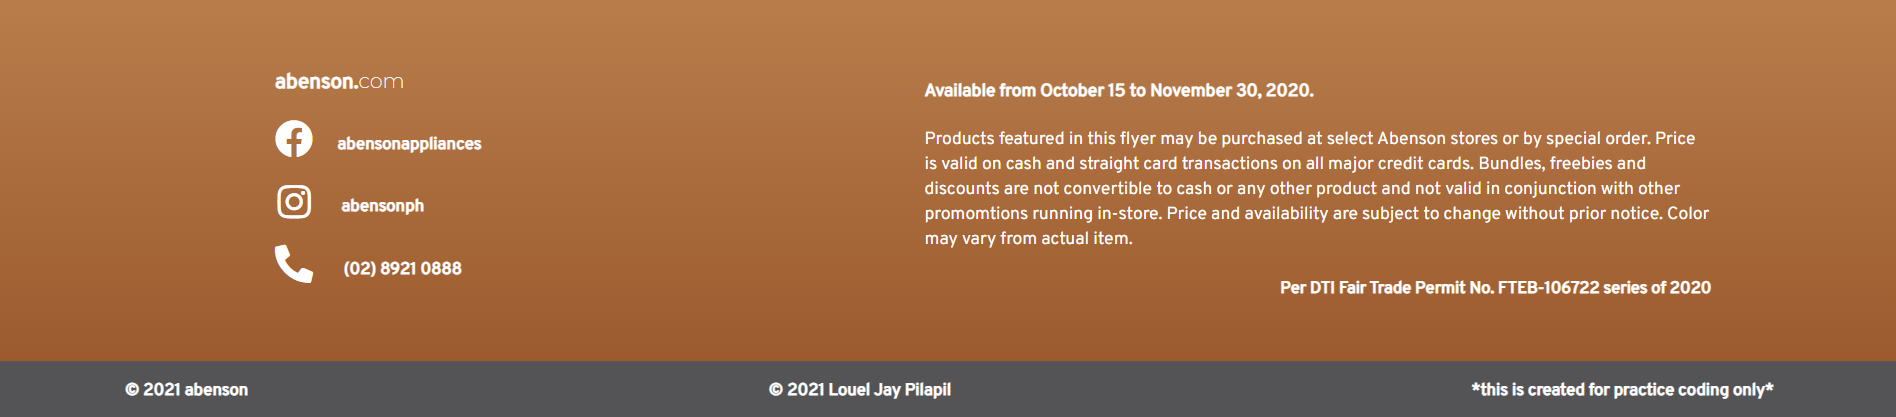 abenson.com
abensonappliances
abensonph
(02) 8921 0888
Available from October 15 to November 30, 2020.
Products featured in this flyer may be purchased at select Abenson stores or by special order. Price
is valid on cash and straight card transactions on all major credit cards. Bundles, freebies and
discounts are not convertible to cash or any other product and not valid in conjunction with other
promomtions running in-store. Price and availability are subject to change without prior notice. Color
may vary from actual item.
Per DTI Fair Trade Permit No. FTEB-106722 series of 2020
© 2021 abenson
© 2021 Louel Jay Pilapil
*this is created for practice coding only*